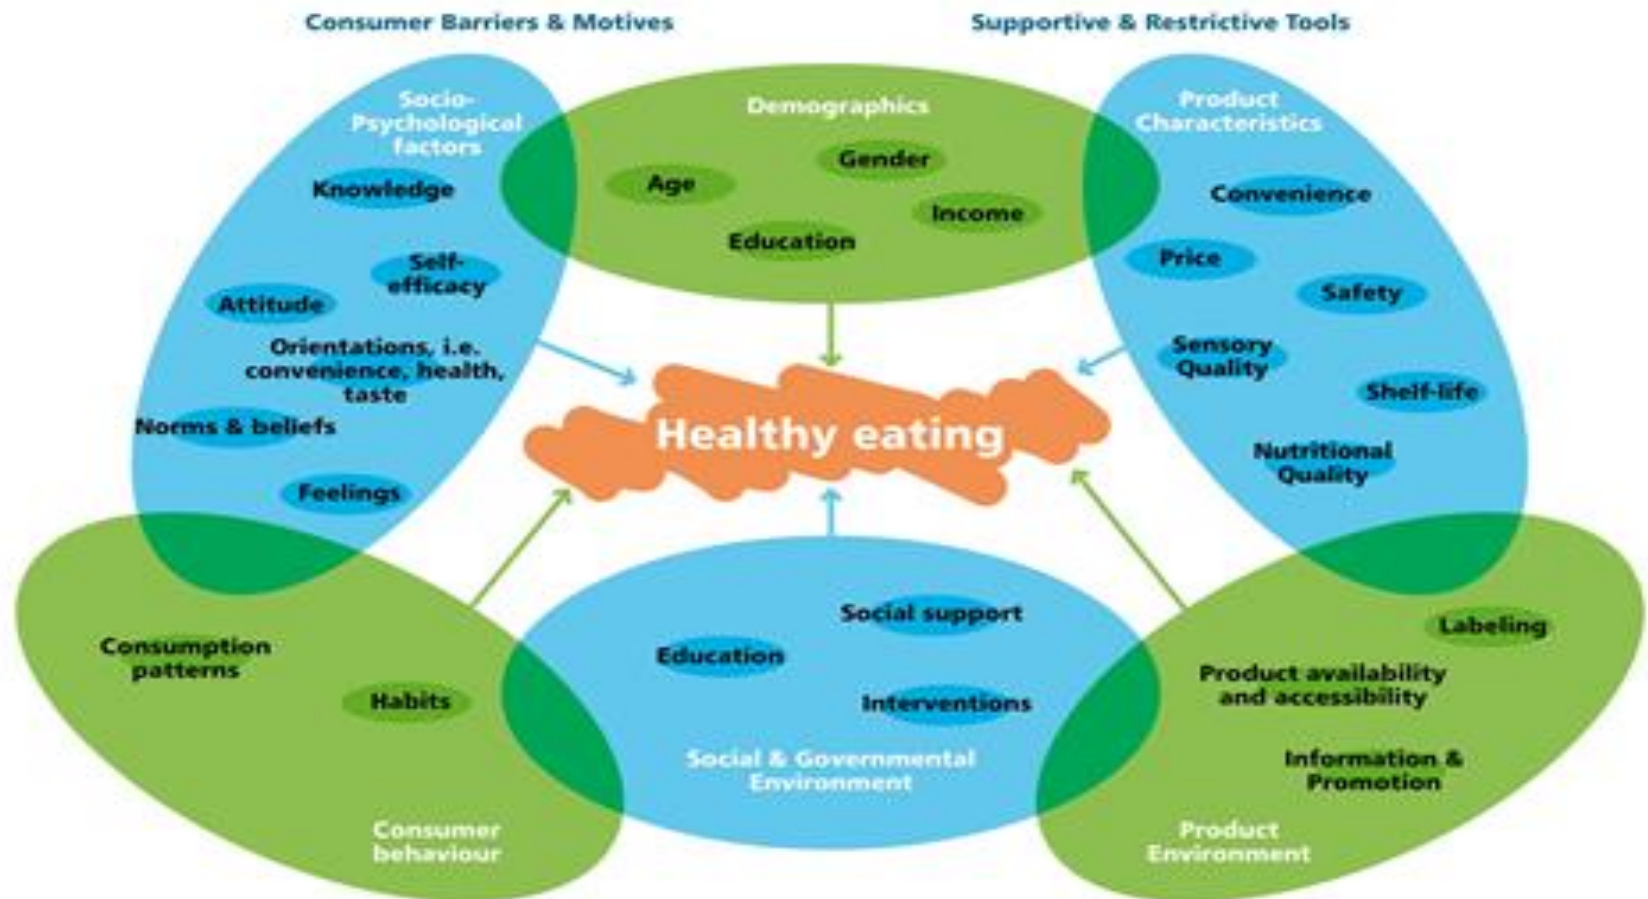 Consumer Barriers & Motives
Supportive & Restrictive Tools
Socio-
Psychological
factors
Knowledge
Self-
efficacy
Attitude
Orientations, i.e.
convenience, health,
taste
Norms & beliefs
Feelings
Demographics
Gender
Age
Income
Education
Product
Characteristics
Convenience
Price
Safety
Sensory
Quality
Shelf-life
Nutritional
Quality
Healthy eating
Consumption
patterns
Habits
Consumer
behaviour
Social support
Education
Interventions
Social & Governmental
Environment
Labeling
Product availability
and accessibility
Information &
Promotion
Product
Environment